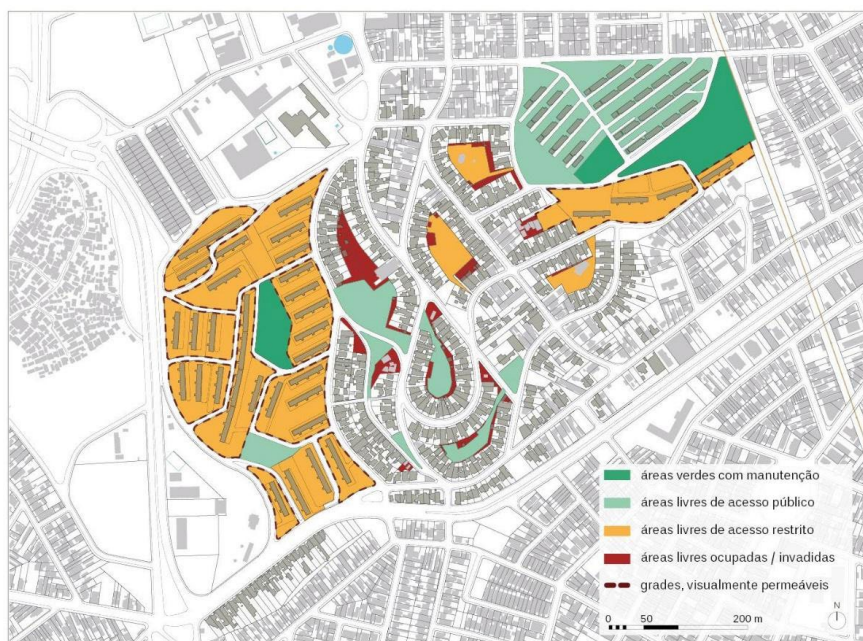 áreas verdes com manutenção
áreas livres de acesso público
áreas livres de acesso restrito
áreas livres ocupadas / invadidas
grades, visualmente permeáveis
N
0 50 200 m